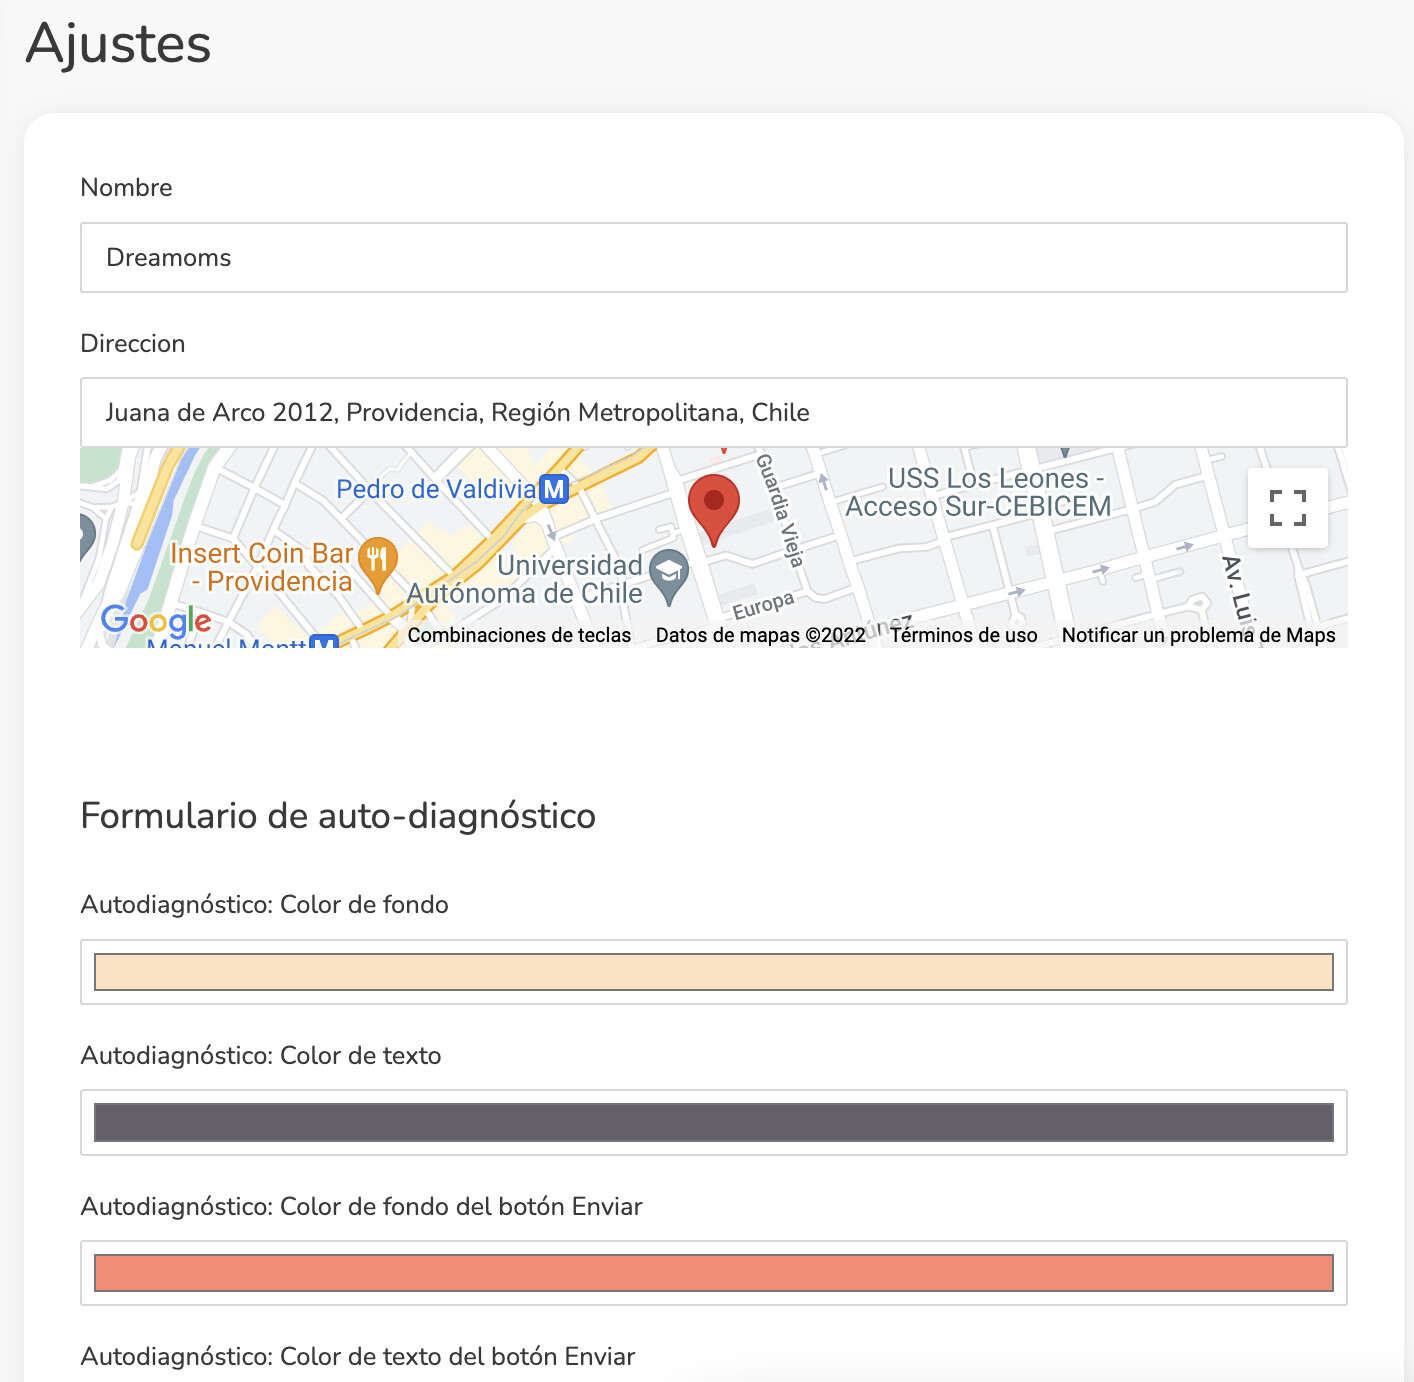 Ajustes
Nombre
Dreamoms
Direccion
Juana de Arco 2012, Providencia, Región Metropolitana, Chile
Pedro de Valdivia
M
Guardia Vieja
USS Los Leones -
Acceso Sur-CEBICEM
Insert Coin Bar
- Providencia
Universidad
Autónoma de Chile
Av. Luis
Europa
Google
Manuel Montt
M
Combinaciones de teclas
Datos de mapas ©2022
Términos de uso
Notificar un problema de Maps
Formulario de auto-diagnóstico
Autodiagnóstico: Color de fondo
Autodiagnóstico: Color de texto
Autodiagnóstico: Color de fondo del botón Enviar
Autodiagnóstico: Color de texto del botón Enviar